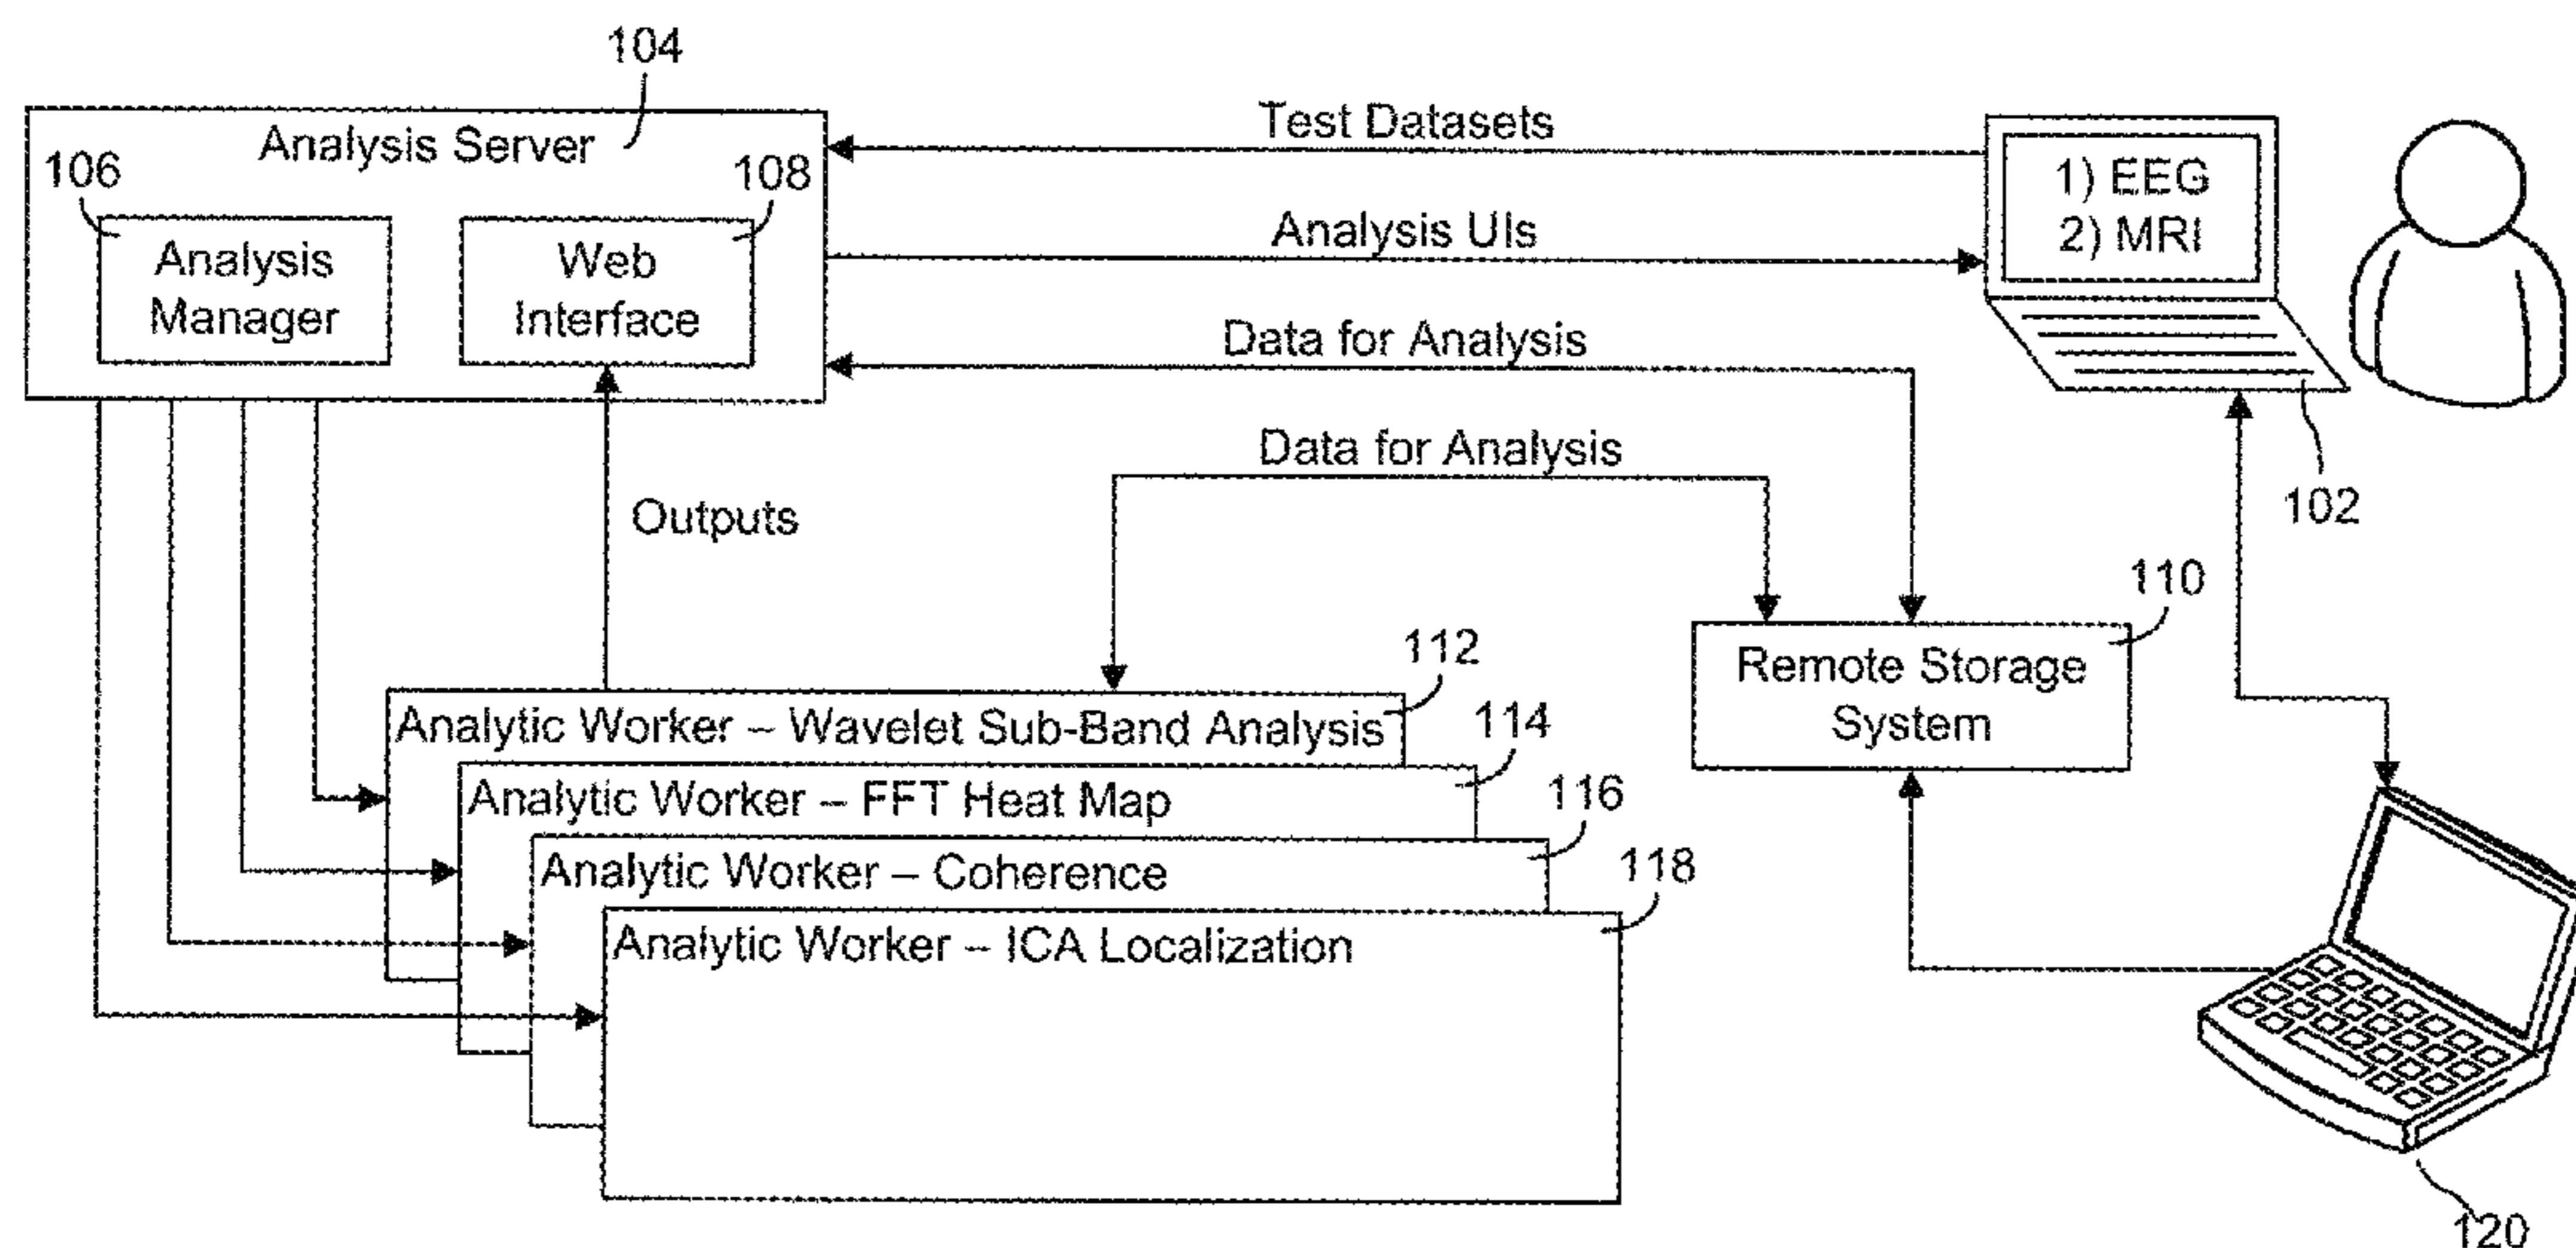 104
Analysis Server
106
108
Analysis
Manager
Web
Interface
Test Datasets
Analysis UIs
Data for Analysis
Data for Analysis
1) EEG
2) MRI
102
Outputs
110
Remote Storage
System
112
Analytic Worker – Wavelet Sub-Band Analysis
114
Analytic Worker – FFT Heat Map
116
Analytic Worker – Coherence
118
Analytic Worker – ICA Localization
120